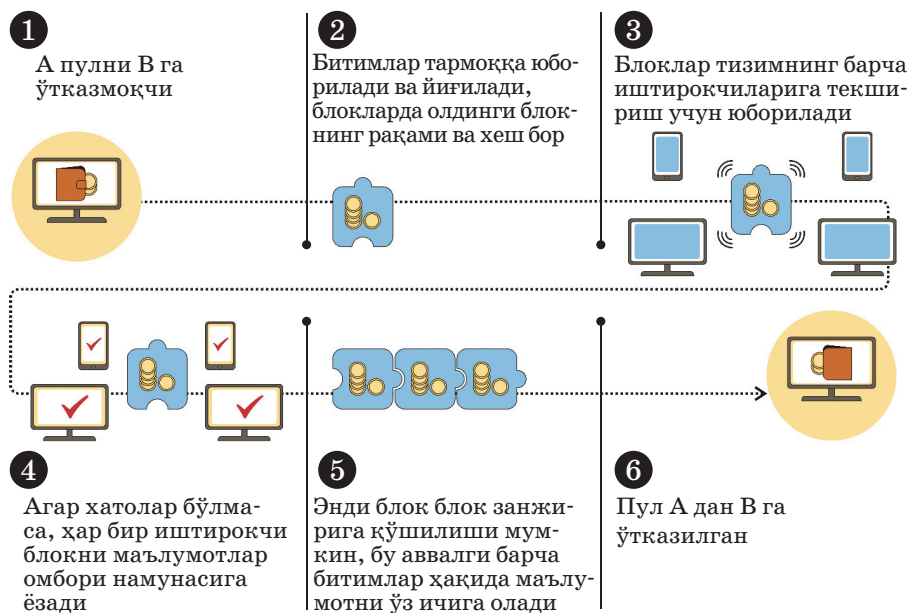 1
А пулни В га
ўтказмоқчи
2
Битимлар тармоққа юбо-
рилади ва йиғилади,
блокларда олдинги блок-
нинг рақами ва хеш бор
3
Блоклар тизимнинг барча
иштирокчиларига текши-
риш учун юборилади
4
Агар хатолар бўлма-
са, ҳар бир иштирокчи
блокни маълумотлар
омбори намунасига
ёзади
5
Энди блок блок занжи-
рига қўшилиши мум-
кин, бу аввалги барча
битимлар ҳақида маълу-
мотни ўз ичига олади
6
Пул А дан В га
ўтказилган